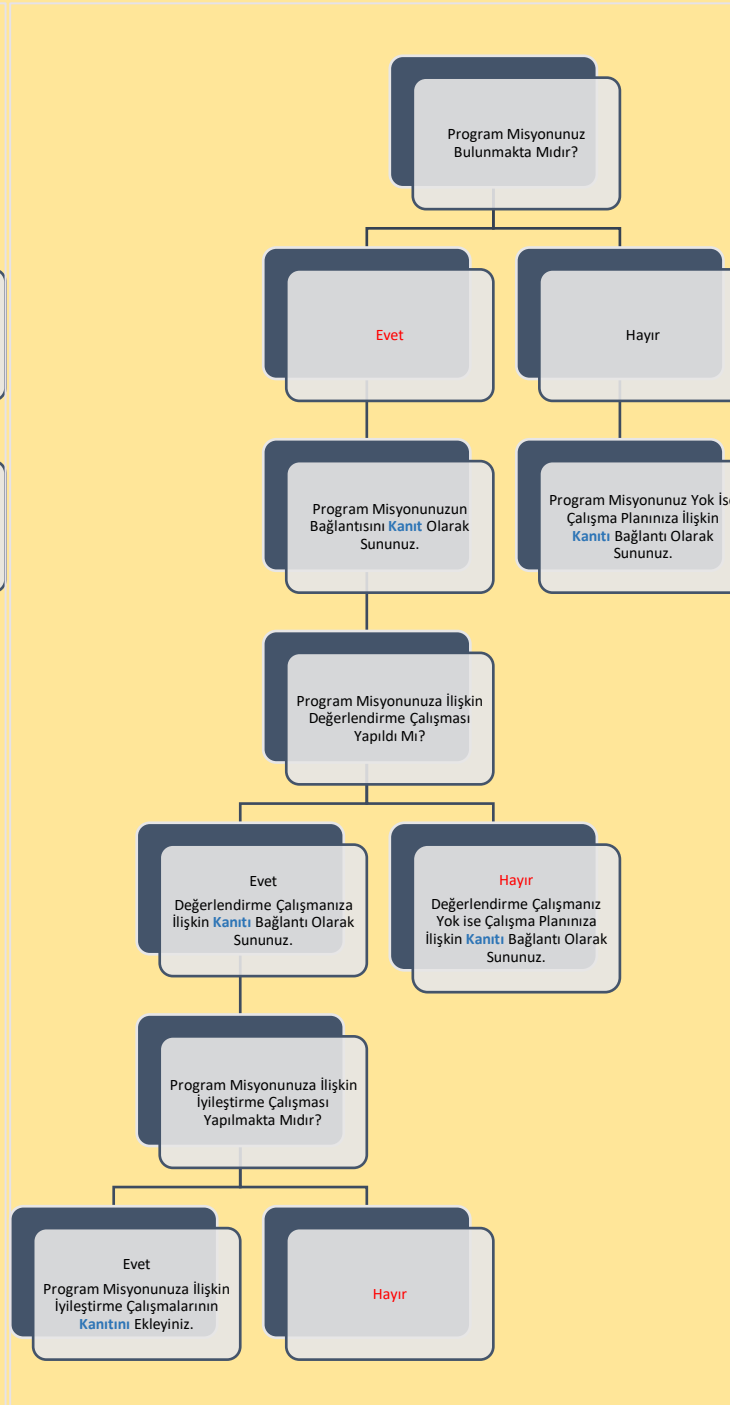 Program Misyonunuz
Bulunmakta Mıdır?
Evet
Hayır
Program Misyonunuzun
Bağlantısını Kanıt Olarak
Sununuz.
Program Misyonunuz Yok
Çalışma Planınıza İlişkin
Kanıtı Bağlantı Olarak
Sununuz.
Program Misyonunuza İlişkin
Değerlendirme Çalışması
Yapıldı Mı?
Evet
Değerlendirme Çalışmanıza
İlişkin Kanıtı Bağlantı Olarak
Sununuz.
Hayır
Değerlendirme Çalışmanız
Yok ise Çalışma Planınıza
İlişkin Kanıtı Bağlantı Olarak
Sununuz.
Program Misyonunuza İlişkin
İyileştirme Çalışması
Yapılmakta Mıdır?
Evet
Program Misyonunuza İlişkin
İyileştirme Çalışmalarının
Kanıtını Ekleyiniz.
Hayır